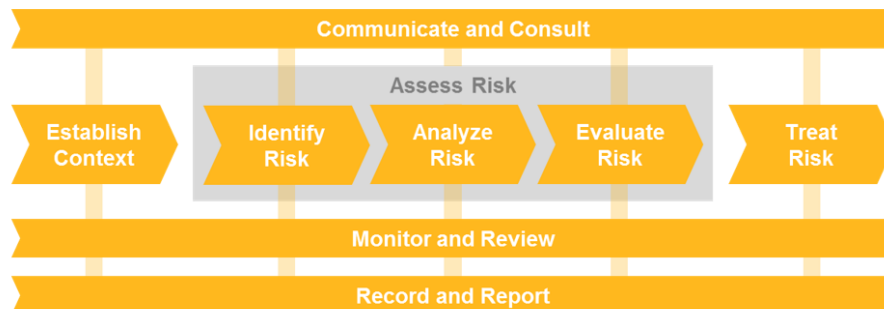 Communicate and Consult
Assess Risk
Establish
Context
Identify
Risk
Analyze
Risk
Evaluate
Risk
Treat
Risk
Monitor and Review
Record and Report